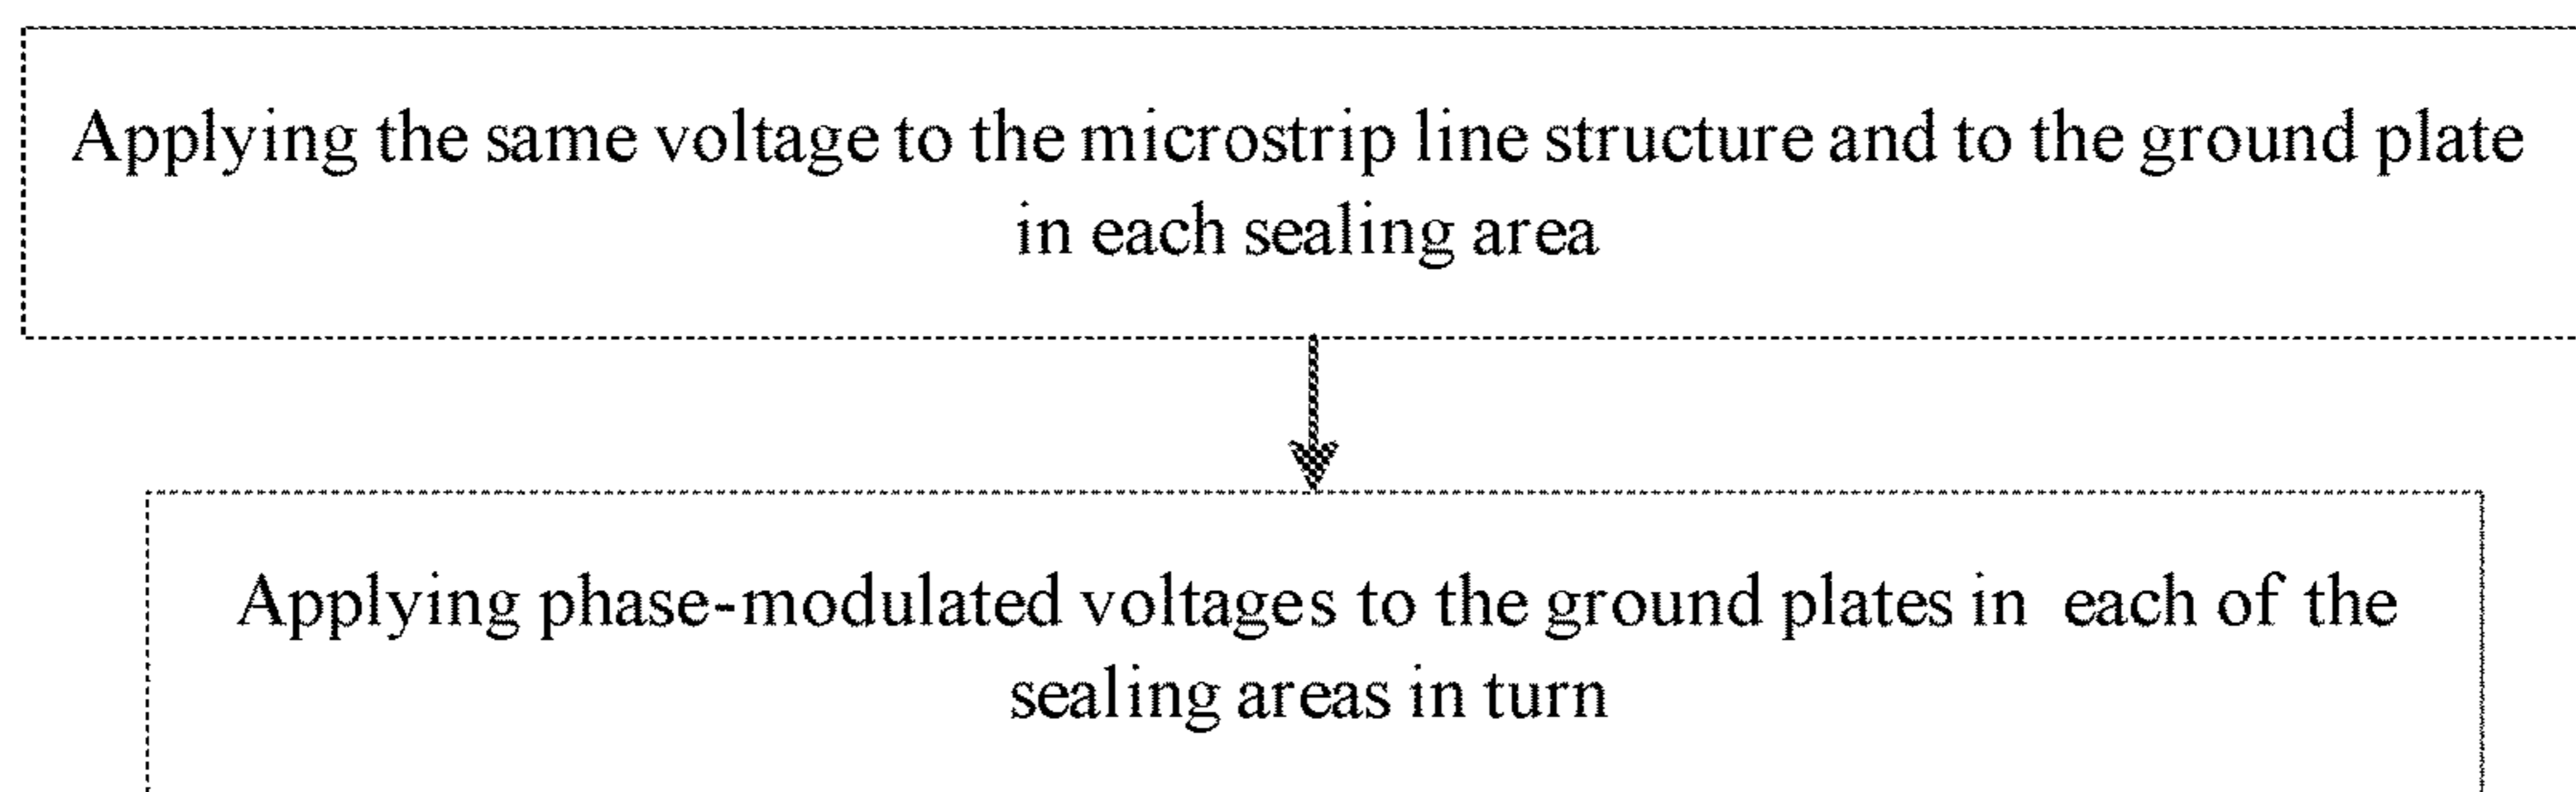 Applying the same voltage to the microstrip line structure and to the ground plate
in each sealing area
Applying phase-modulated voltages to the ground plates in each of the
sealing areas in turn